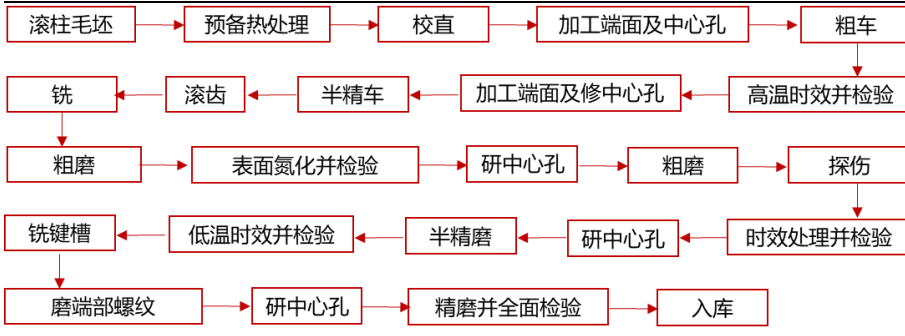 滚柱毛坯 预备热处理 校直 加工端面及中心孔 粗车
铣 滚齿 半精车 加工端面及修中心孔 高温时效并检验
粗磨 表面氮化并检验 研中心孔 粗磨 探伤
铣键槽 低温时效并检验 半精磨 研中心孔 时效处理并检验
磨端部螺纹 研中心孔 精磨并全面检验 入库